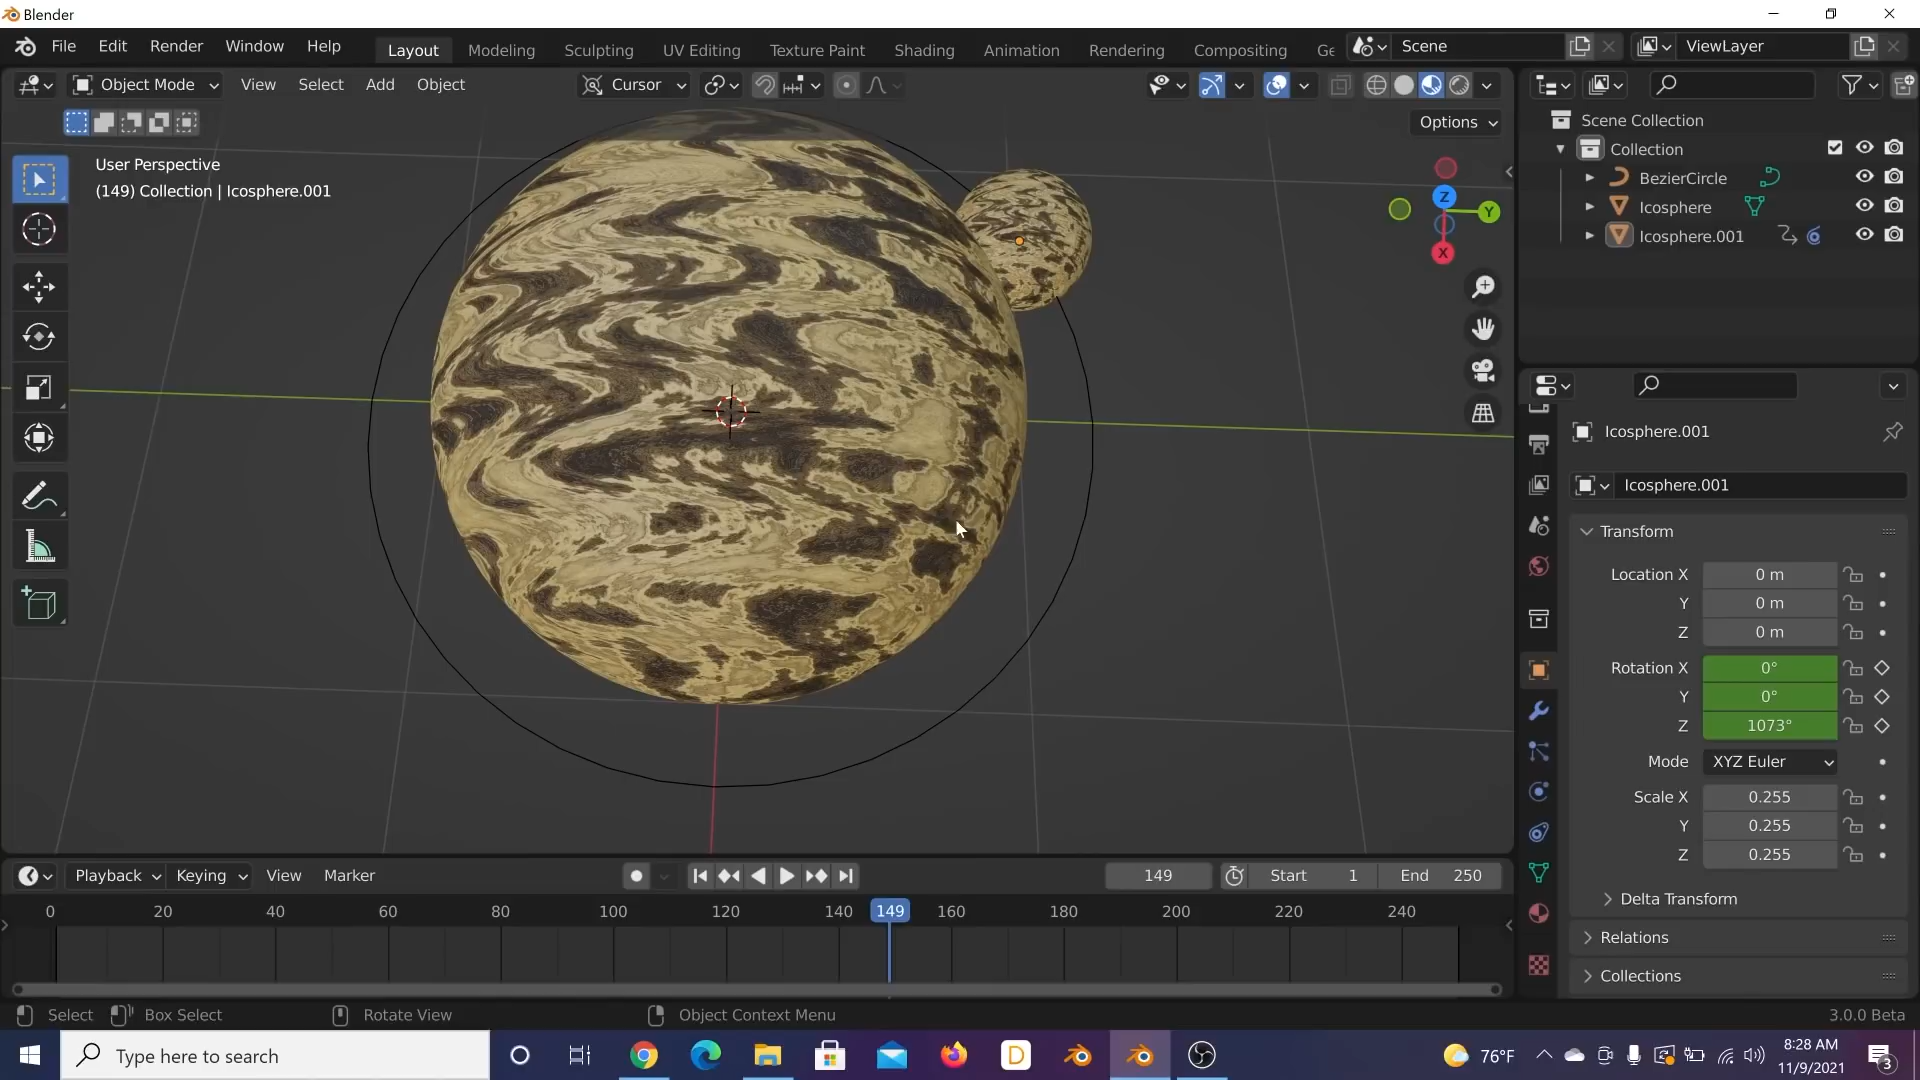 Blender
File Edit Render Window Help Layout Modeling Sculpting UV Editing Texture Paint Shading Animation Rendering Compositing Ge Scene ViewLayer
Object Mode View Select Add Object Cursor
Options
User Perspective
(149) Collection | Icosphere.001
Z
Y
X
Scene Collection
Collection
BezierCircle
Icosphere
Icosphere.001
Icosphere.001
Icosphere.001
Transform
Location X 0 m
Y 0 m
Z 0 m
Rotation X 0°
Y 0°
Z 1073°
Mode XYZ Euler
Scale X 0.255
Y 0.255
Z 0.255
Delta Transform
Relations
Collections
Playback Keying View Marker 149 Start 1 End 250
0 20 40 60 80 100 120 140 149 160 180 200 220 240
Select Box Select Rotate View Object Context Menu 3.0.0 Beta
Type here to search D 76°F 8:28 AM
11/9/2021
3